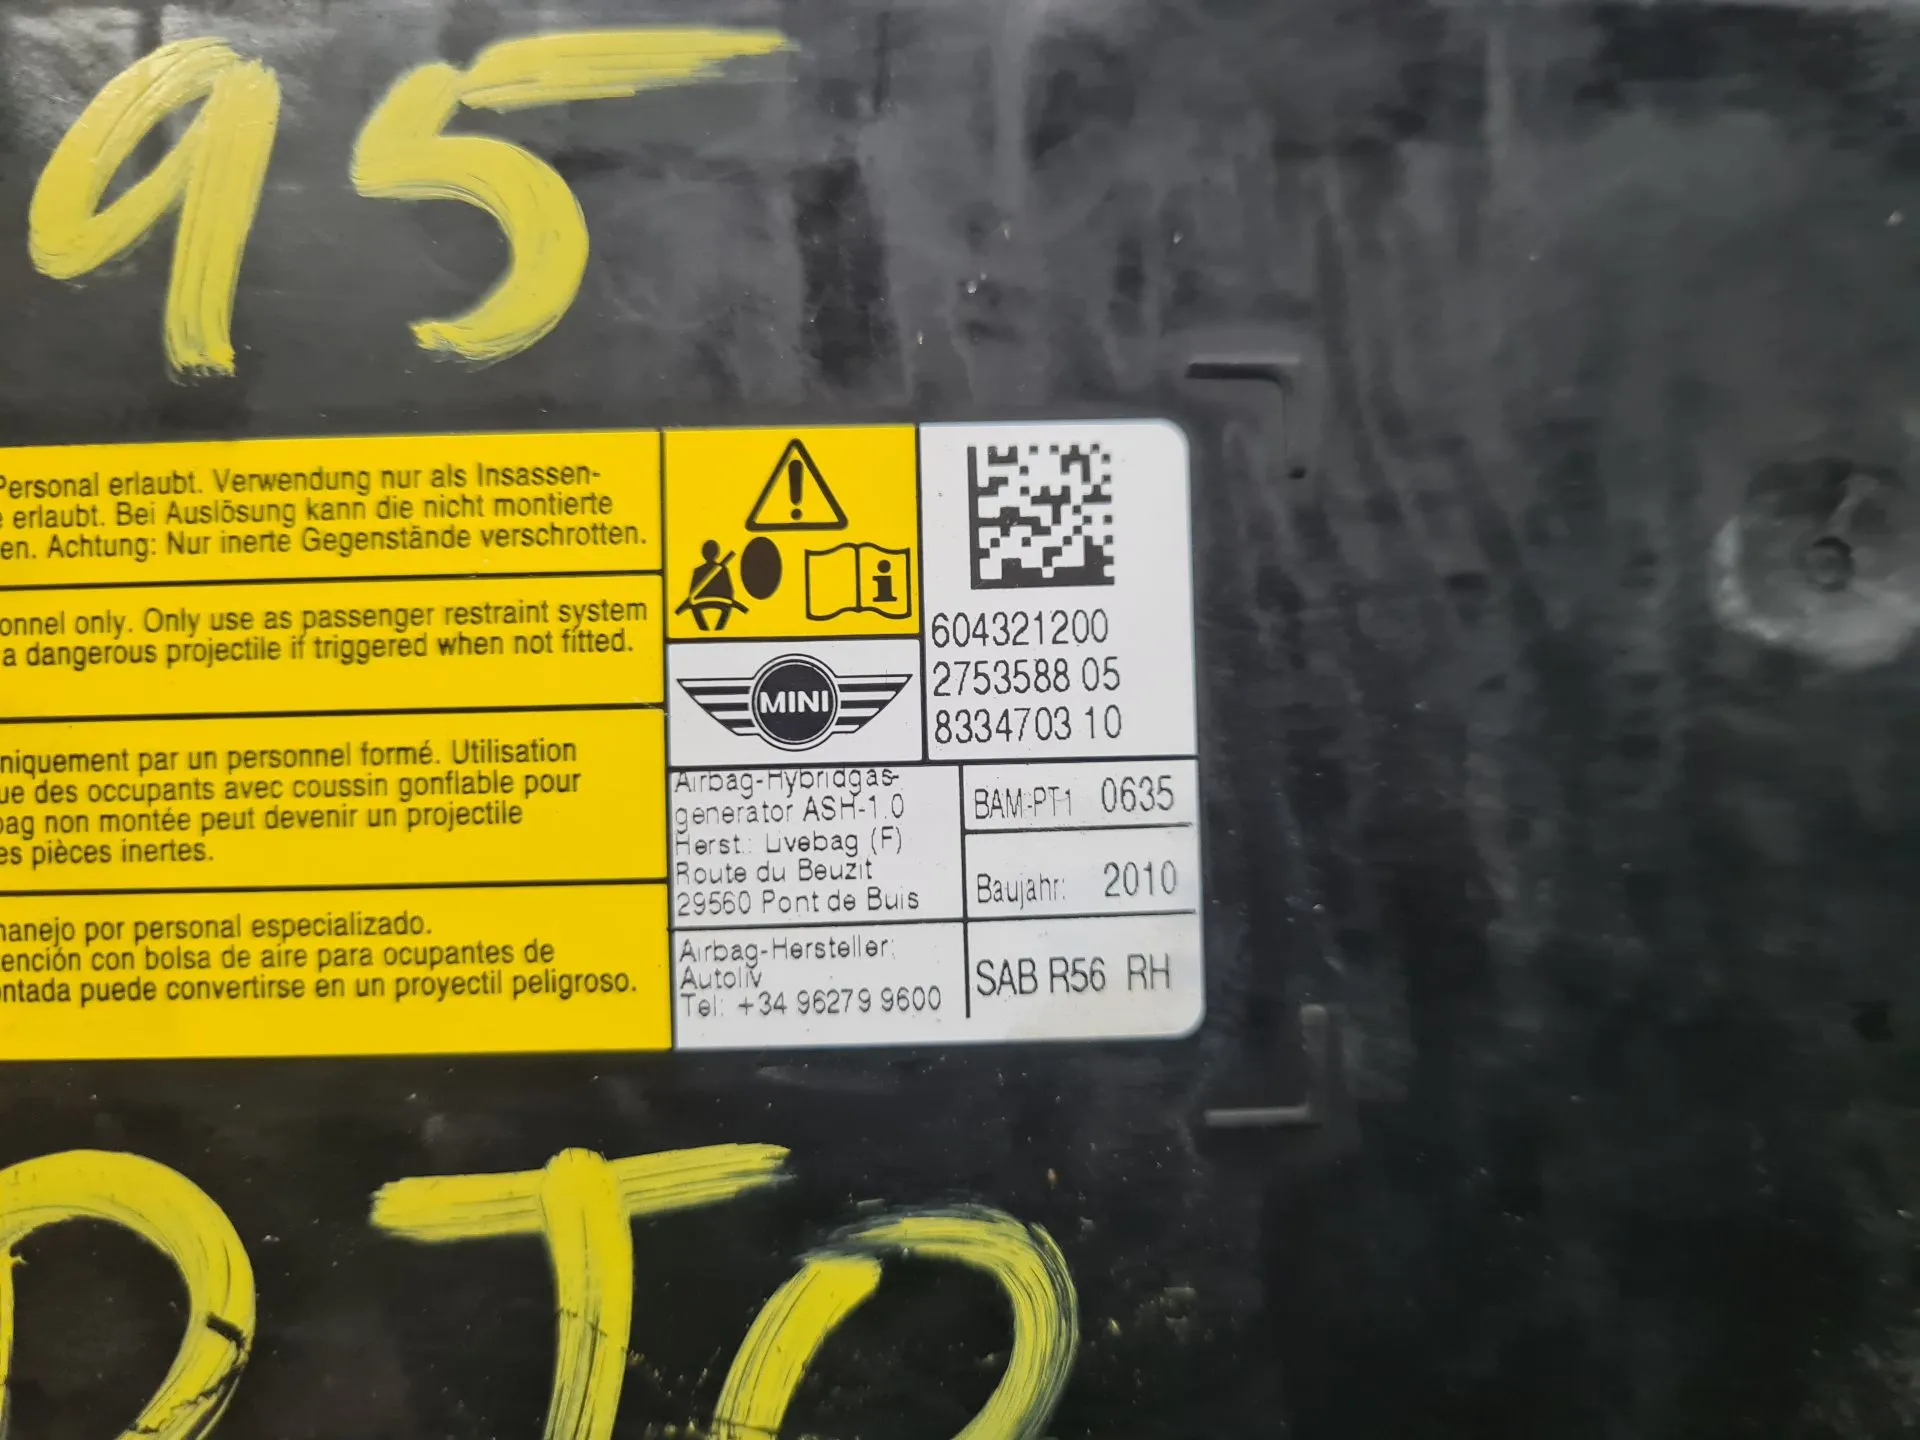 95
Personal erlaubt. Verwendung nur als Insassen-
erlaubt. Bei Auslösung kann die nicht montierte
en. Achtung: Nur inerte Gegenstände verschrotten.
onnel only. Only use as passenger restraint system
a dangerous projectile if triggered when not fitted.
niquement par un personnel formé. Utilisation
ue des occupants avec coussin gonflable pour
bag non montée peut devenir un projectile
es pièces inertes.
manejo por personal especializado.
ención con bolsa de aire para ocupantes de
ontada puede convertirse en un proyectil peligroso.
604321200
2753588 05
8334703 10
MINI
Airbag-Hybridgas-
generator ASH-1.0
Herst.: Livebag (F)
Route du Beuzit
29560 Pont de Buis
BAM-PT1 0635
Baujahr: 2010
Airbag-Hersteller:
Autoliv
Tel: +34 96279 9600
SAB R56 RH